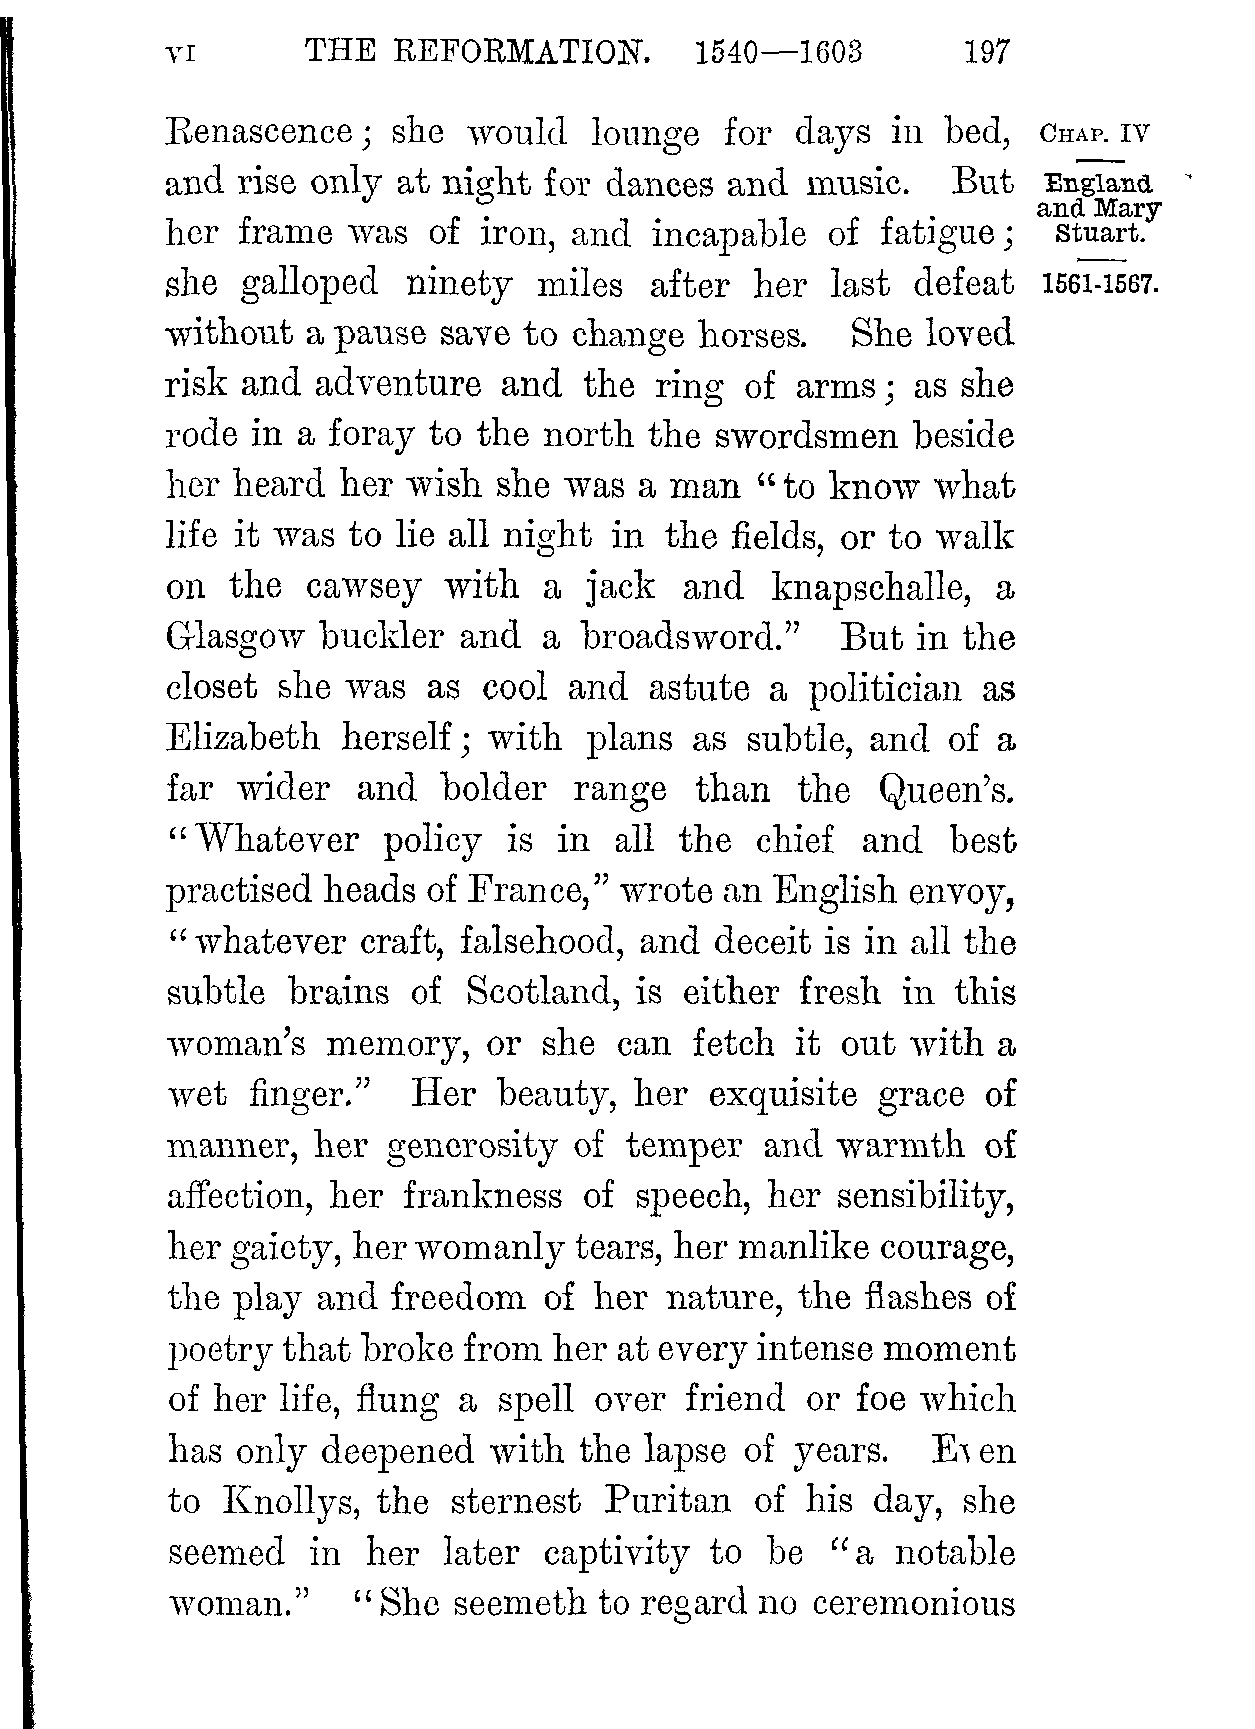 VI THE REFORMATION. 1540—1603 197
Renascence; she would lounge for days in bed,
and rise only at night for dances and music. But
her frame was of iron, and incapable of fatigue;
she galloped ninety miles after her last defeat
without a pause save to change horses. She loved
risk and adventure and the ring of arms; as she
rode in a foray to the north the swordsmen beside
her heard her wish she was a man "to know what
life it was to lie all night in the fields, or to walk
on the cawsey with a jack and knapschalle, a
Glasgow buckler and a broadsword." But in the
closet she was as cool and astute a politician as
Elizabeth herself; with plans as subtle, and of a
far wider and bolder range than the Queen's.
"Whatever policy is in all the chief and best
practised heads of France," wrote an English envoy,
"whatever craft, falsehood, and deceit is in all the
subtle brains of Scotland, is either fresh in this
woman's memory, or she can fetch it out with a
wet finger." Her beauty, her exquisite grace of
manner, her generosity of temper and warmth of
affection, her frankness of speech, her sensibility,
her gaiety, her womanly tears, her manlike courage,
the play and freedom of her nature, the flashes of
poetry that broke from her at every intense moment
of her life, flung a spell over friend or foe which
has only deepened with the lapse of years. Even
to Knollys, the sternest Puritan of his day, she
seemed in her later captivity to be "a notable
woman." "She seemeth to regard no ceremonious
CHAP. IV
England
and Mary
Stuart.
1561-1567.